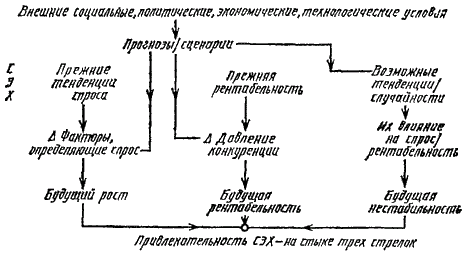 Внешние социальные, политические, экономические, технологические условия
Прогнозы/сценарии
С
Э
Х
Прежние
тенденции
спроса
Прежняя
рентабельность
Возможные
тенденции/
случайности
Δ Факторы,
определяющие спрос
Δ Давление
конкуренции
Их влияние
на спрос/
рентабельность
Будущий рост
Будущая
рентабельность
Будущая
нестабильность
Привлекательность СЭХ – на стыке трех стрелок